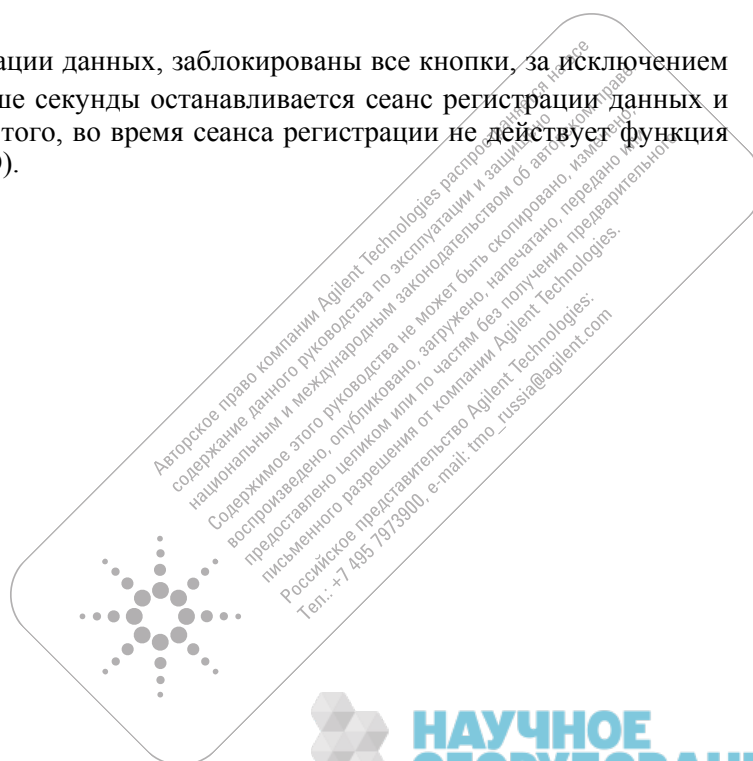 ации данных, заблокированы все кнопки, за исключением
ше секунды останавливается сеанс регистрации данных и
того, во время сеанса регистрации не действует функция
).
Авторское право компании Agilent Technologies распространяется на все
содержание данного руководства по эксплуатации и защищено
национальным и международным законодательством об авторском праве.
Содержимое этого руководства не может быть скопировано, изменено,
воспроизведено, опубликовано, загружено, напечатано, передано или
предоставлено целиком или по частям без получения предварительного
письменного разрешения от компании Agilent Technologies.
Российское представительство Agilent Technologies:
Тел.: +7 495 7973900, e-mail: tmo_russia@agilent.com
НАУЧНОЕ